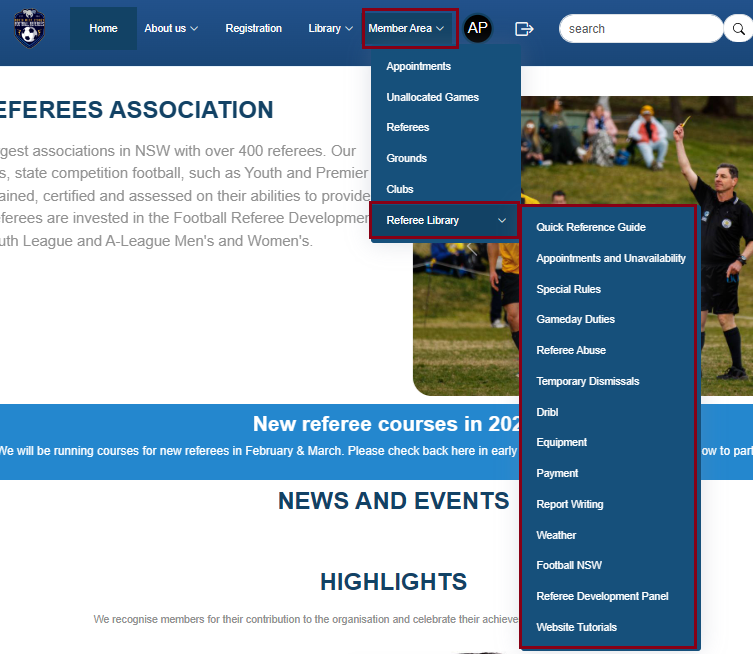 Home
About us
Registration
Library
Member Area
AP
search
Appointments
Unallocated Games
Referees
Grounds
Clubs
Referee Library
Quick Reference Guide
Appointments and Unavailability
Special Rules
Gameday Duties
Referee Abuse
Temporary Dismissals
Dribl
Equipment
Payment
Report Writing
Weather
Football NSW
Referee Development Panel
Website Tutorials
EFEREES ASSOCIATION
gest associations in NSW with over 400 referees. Our
s, state competition football, such as Youth and Premier
ained, certified and assessed on their abilities to provide
eferees are invested in the Football Referee Developmen
uth League and A-League Men's and Women's.
New referee courses in 202
We will be running courses for new referees in February & March. Please check back here in early ow to part
NEWS AND EVENTS
HIGHLIGHTS
We recognise members for their contribution to the organisation and celebrate their achieve